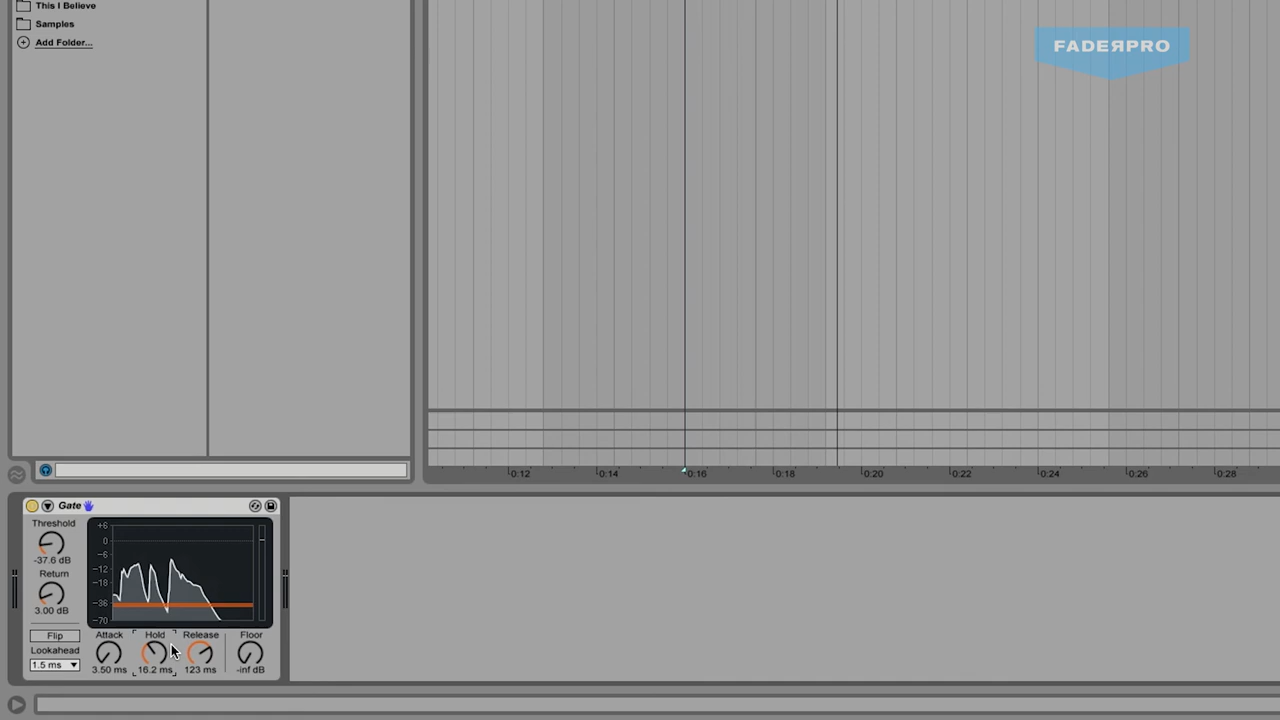 This I Believe
Samples
Add Folder...
FADEЯPRO
0:12
0:14
0:16
0:18
0:20
0:22
0:24
0:26
0:28
Gate
Threshold
-37.6 dB
Return
3.00 dB
Flip
Lookahead
1.5 ms
+6
0
-6
-12
-18
-36
-70
Attack
Hold
Release
Floor
3.50 ms
16.2 ms
123 ms
-inf dB